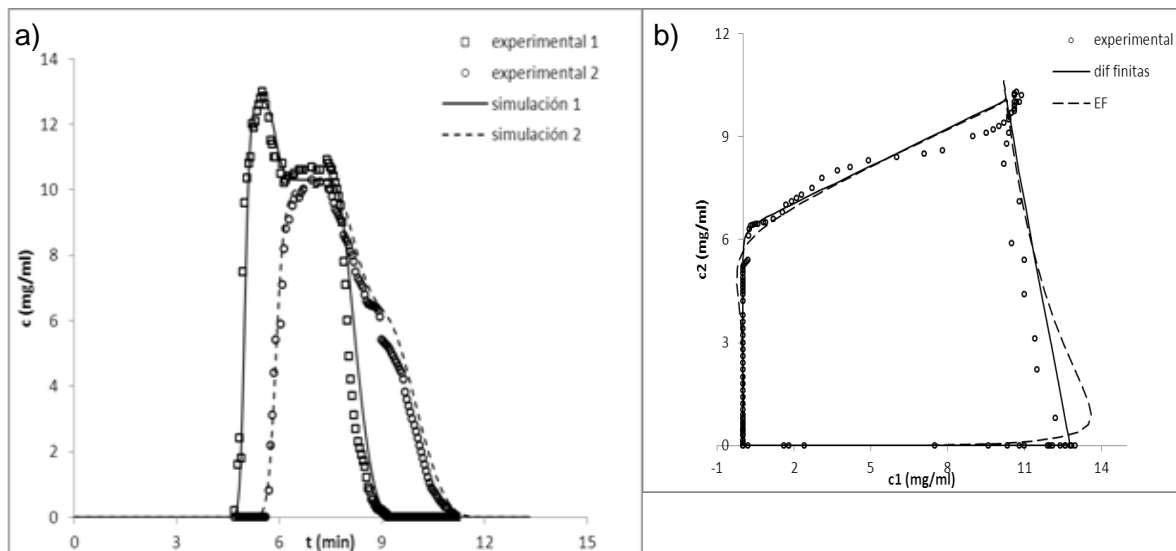 a)
experimental 1
experimental 2
simulación 1
simulación 2
14
12
10
8
6
4
2
0
c (mg/ml)
0 3 6 9 12 15
t (min)
b)
experimental
dif finitas
EF
12
9
6
3
0
c2 (mg/ml)
-1 2 5 8 11 14
c1 (mg/ml)